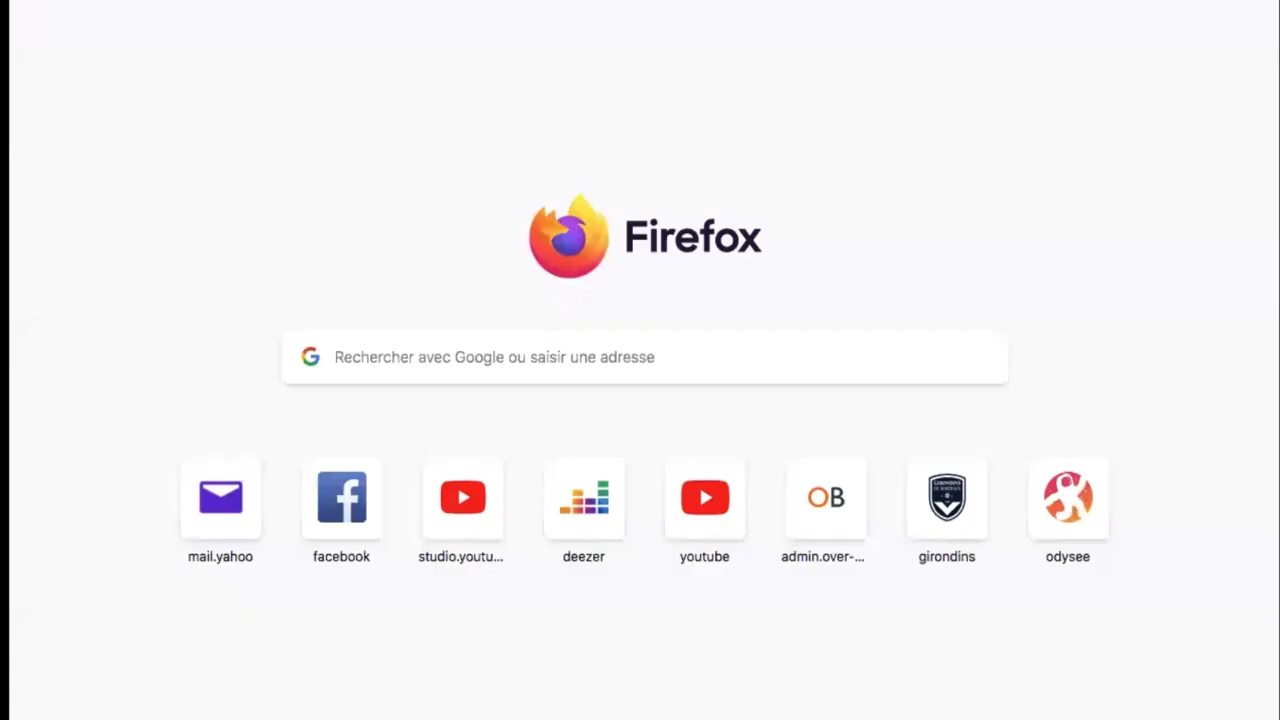 Firefox
Rechercher avec Google ou saisir une adresse
OB
GIRONDINS
mail.yahoo
facebook
studio.youtu...
deezer
youtube
admin.over-...
girondins
odysee